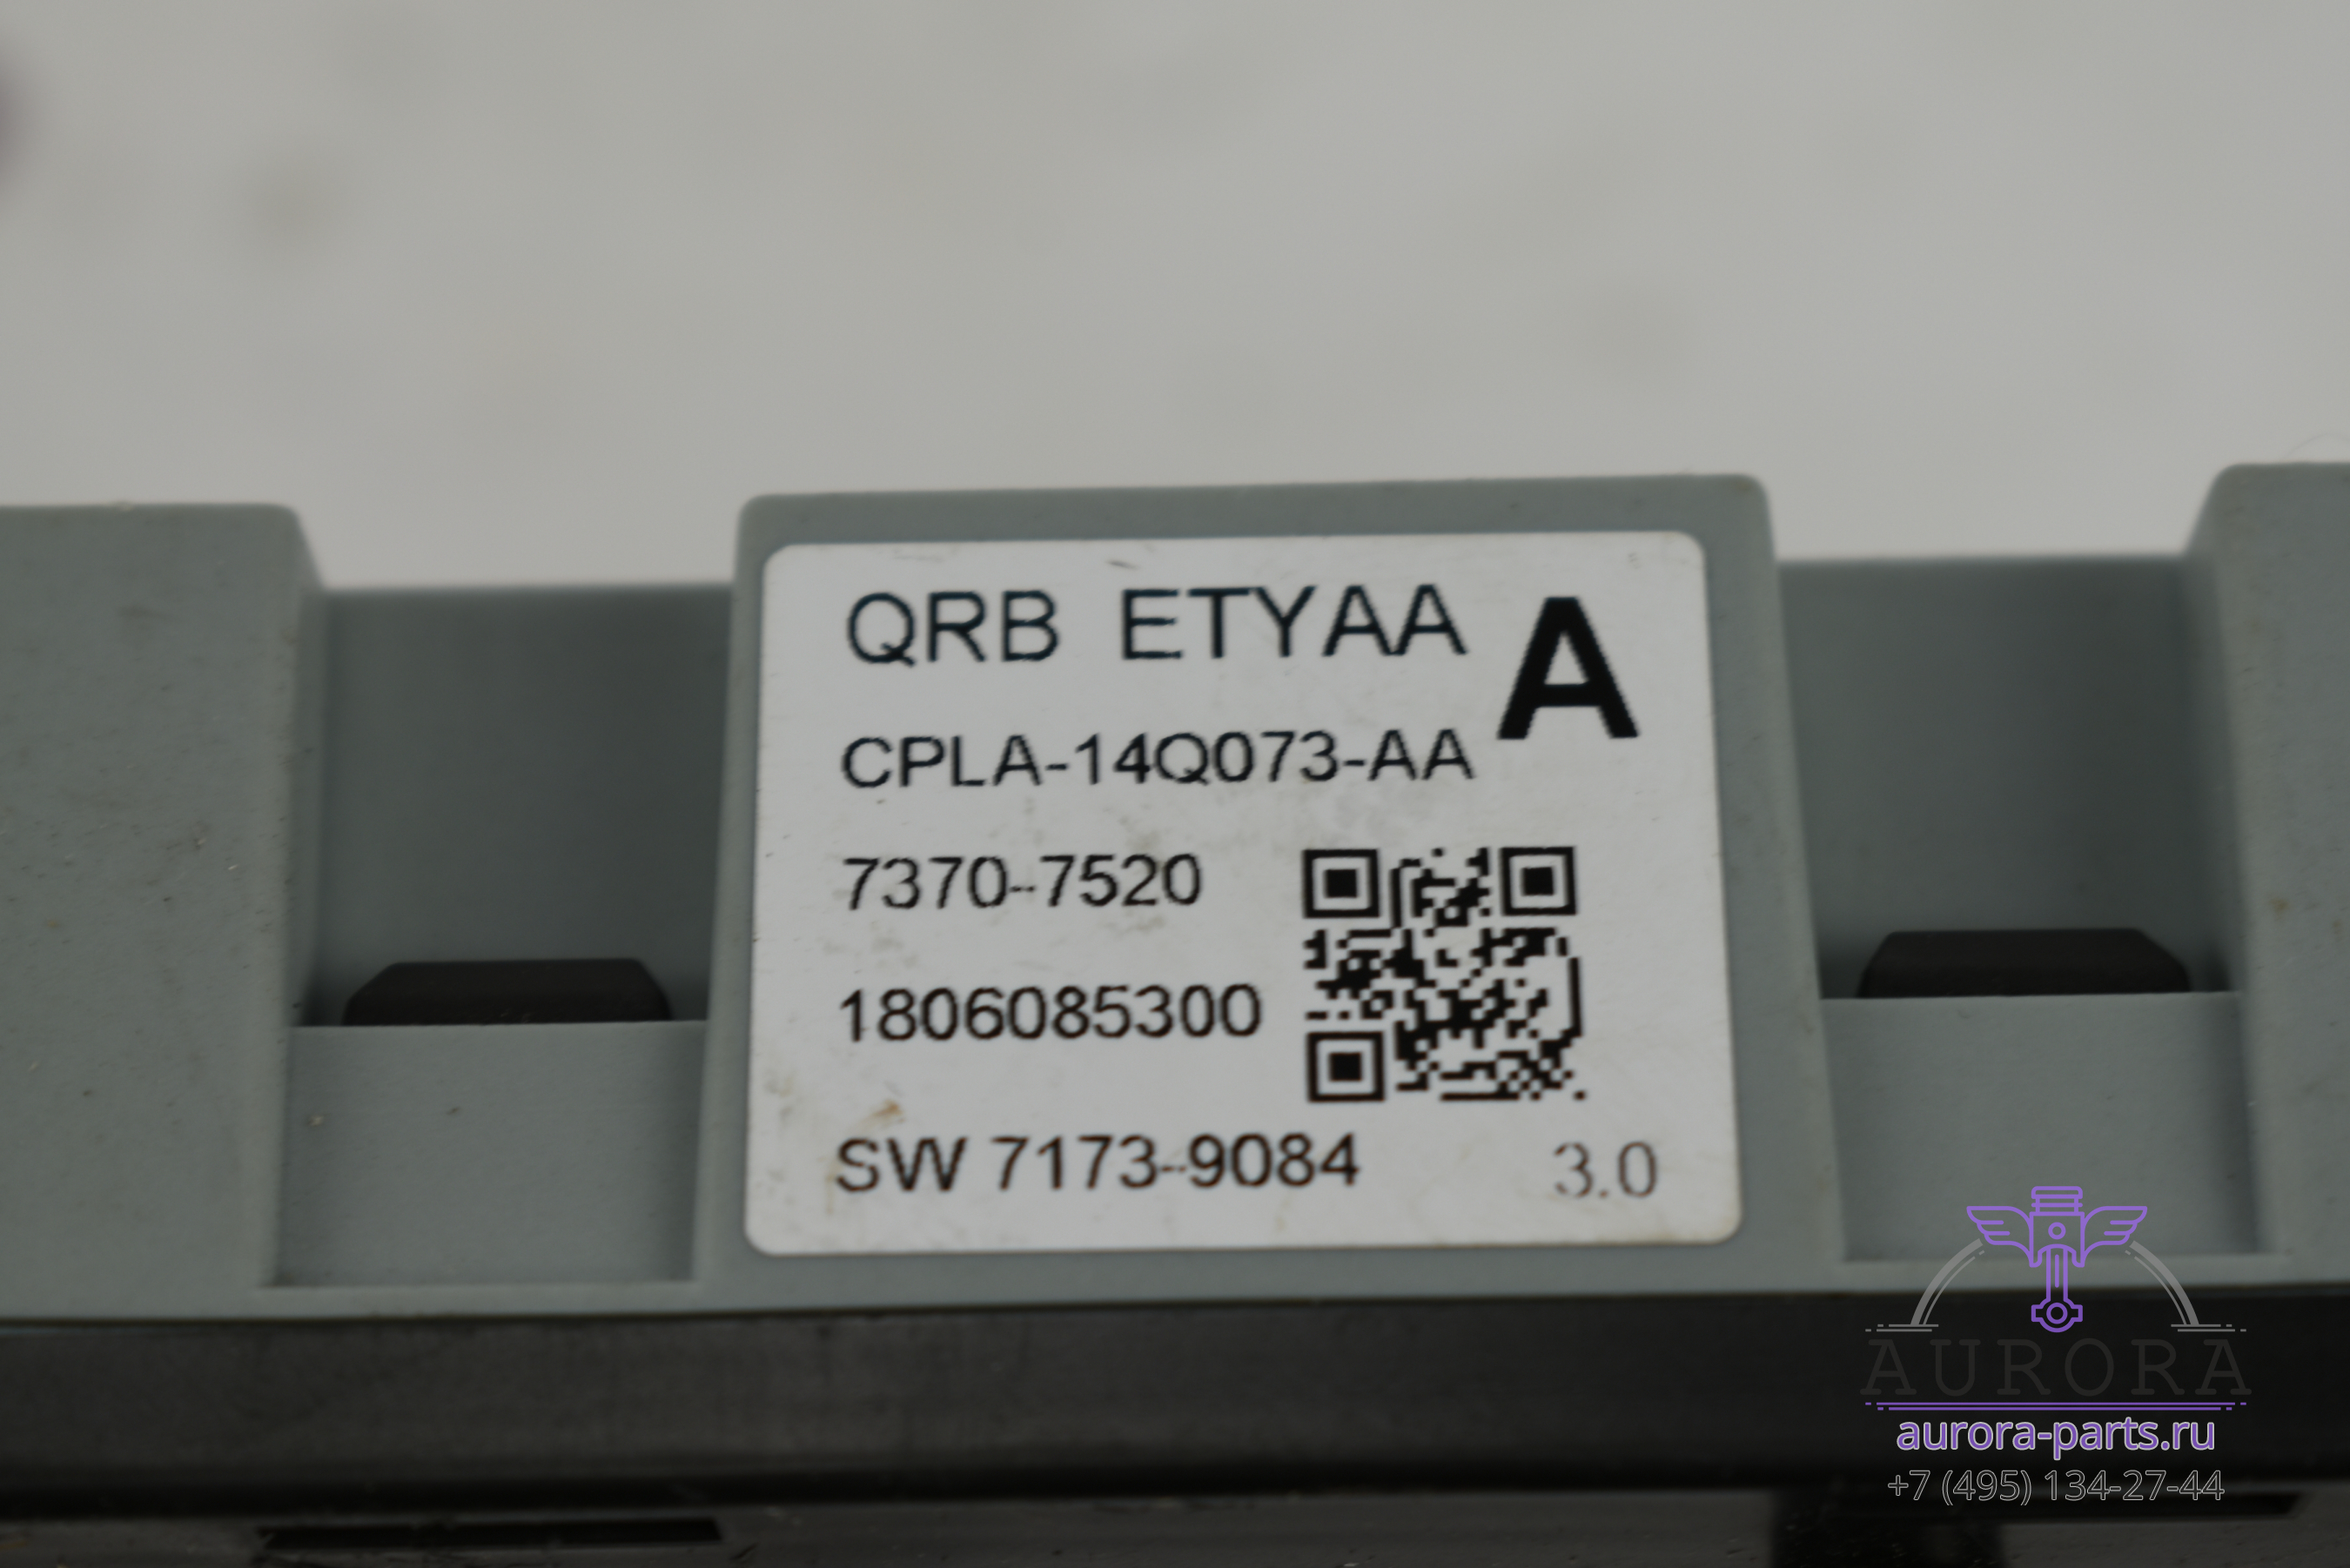 QRB ETYAA A
CPLA-14Q073-AA
7370-7520
1806085300
SW 7173-9084 3.0
AURORA
aurora-parts.ru
+7 (495) 134-27-44